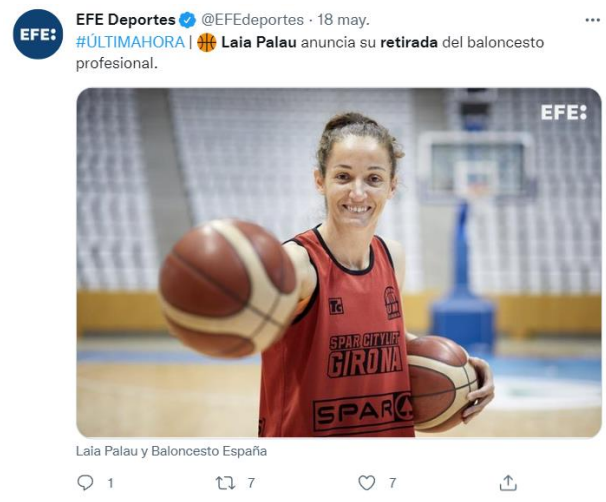 EFE:
EFE Deportes @EFEdeportes · 18 may.
#ÚLTIMAHORA | 🏀 Laia Palau anuncia su retirada del baloncesto
profesional.
EFE:
SPAR CITYLIFT
GIRONA
SPAR
Laia Palau y Baloncesto España
1 7 7